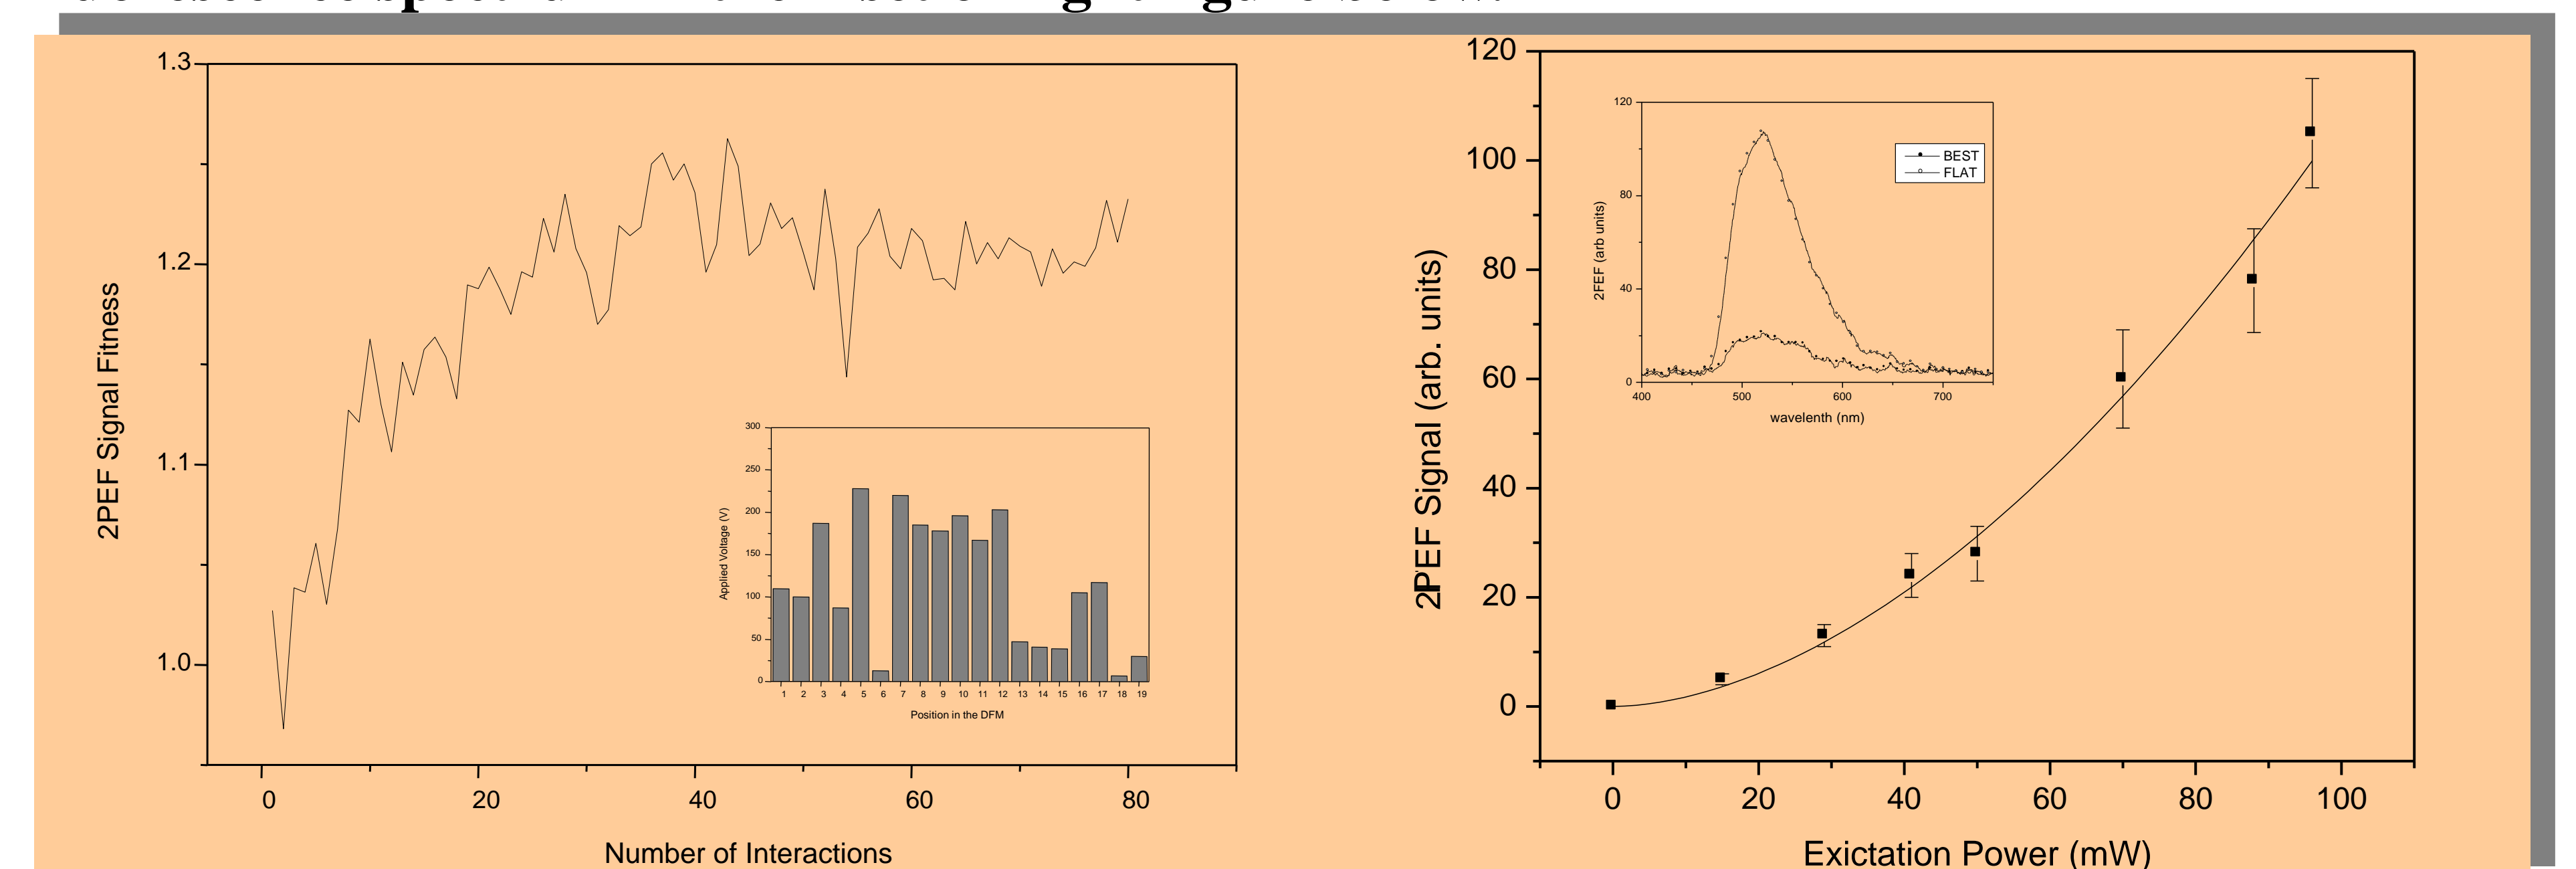 1.3
1.2
1.1
1.0
2PEF Signal Fitness
0 20 40 60 80
Number of Interactions
300
250
200
150
100
50
0
Applied Voltage (V)
1 2 3 4 5 6 7 8 9 10 11 12 13 14 15 16 17 18 19
Position in the DFM
120
100
80
60
40
20
0
2PEF Signal (arb. units)
0 20 40 60 80 100
Exictation Power (mW)
120
80
40
0
2FEF (arb units)
400 500 600 700
wavelenth (nm)
BEST
FLAT